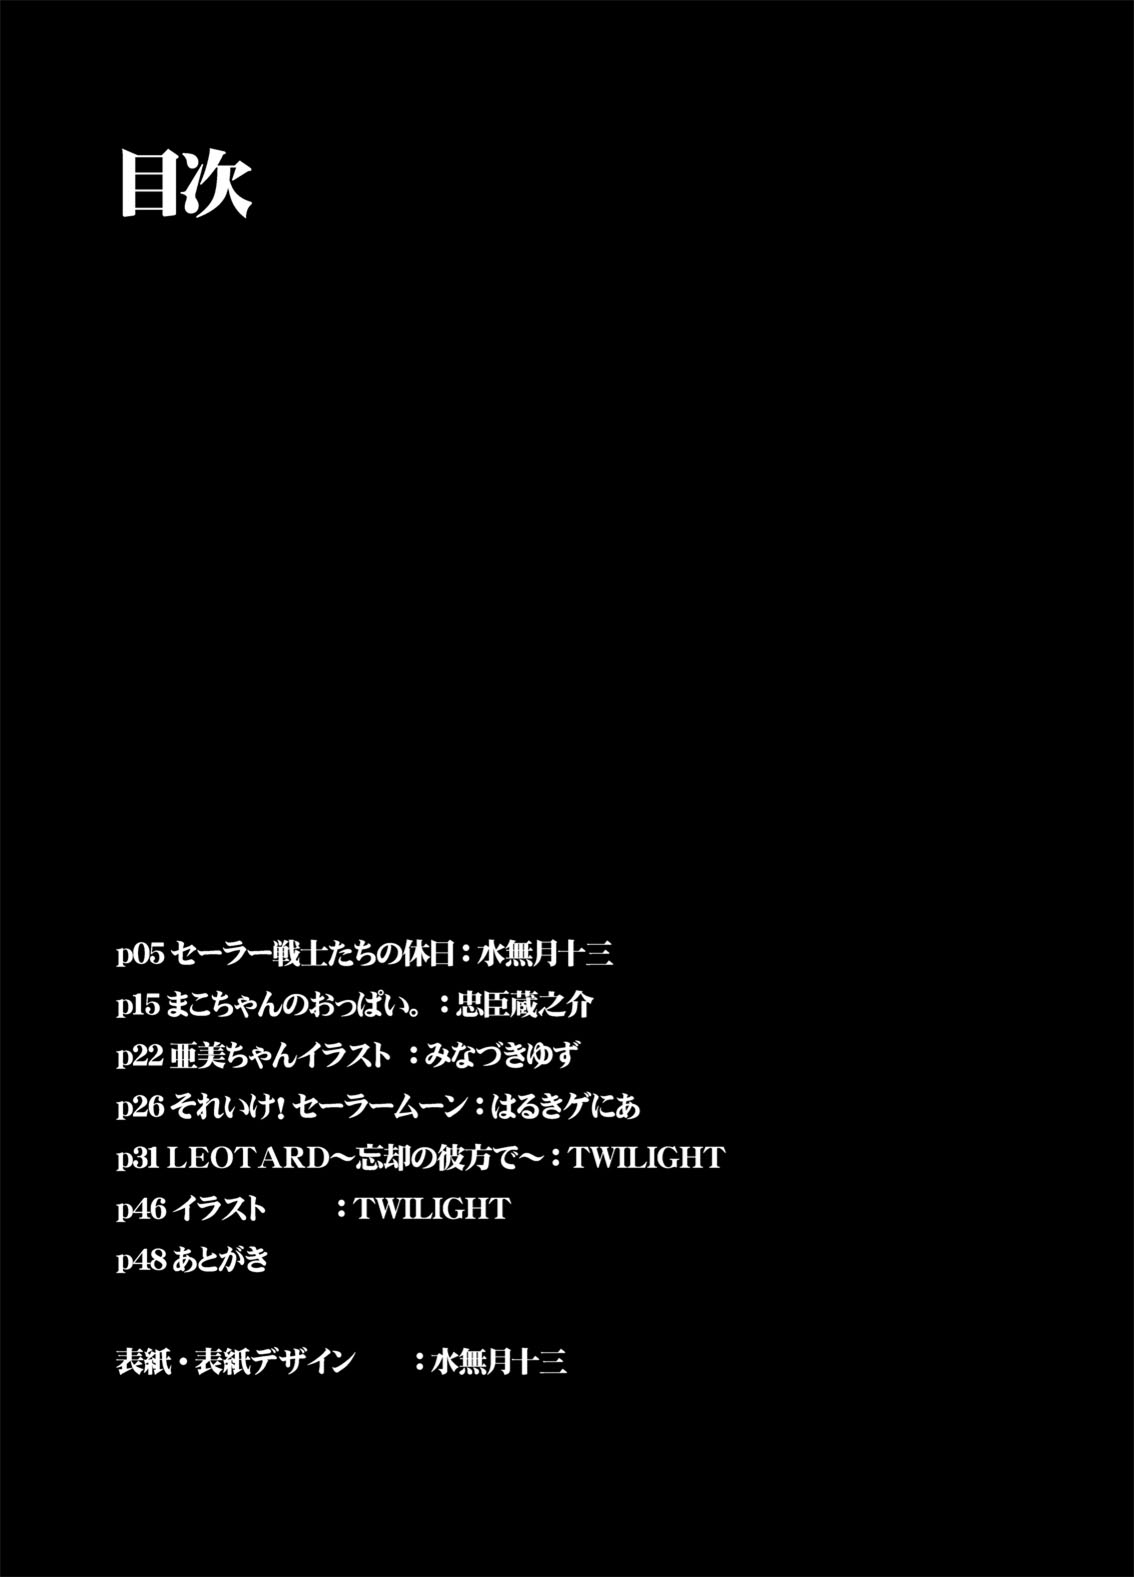 目次
p05 セーラー戦士たちの休日：水無月十三
p15 まこちゃんのおっぱい。：忠臣蔵之介
p22 亜美ちゃんイラスト ：みなづきゆず
p26 それいけ! セーラームーン：はるきゲにあ
p31 LEOTARD～忘却の彼方で～：TWILIGHT
p46 イラスト ：TWILIGHT
p48 あとがき
表紙・表紙デザイン ：水無月十三